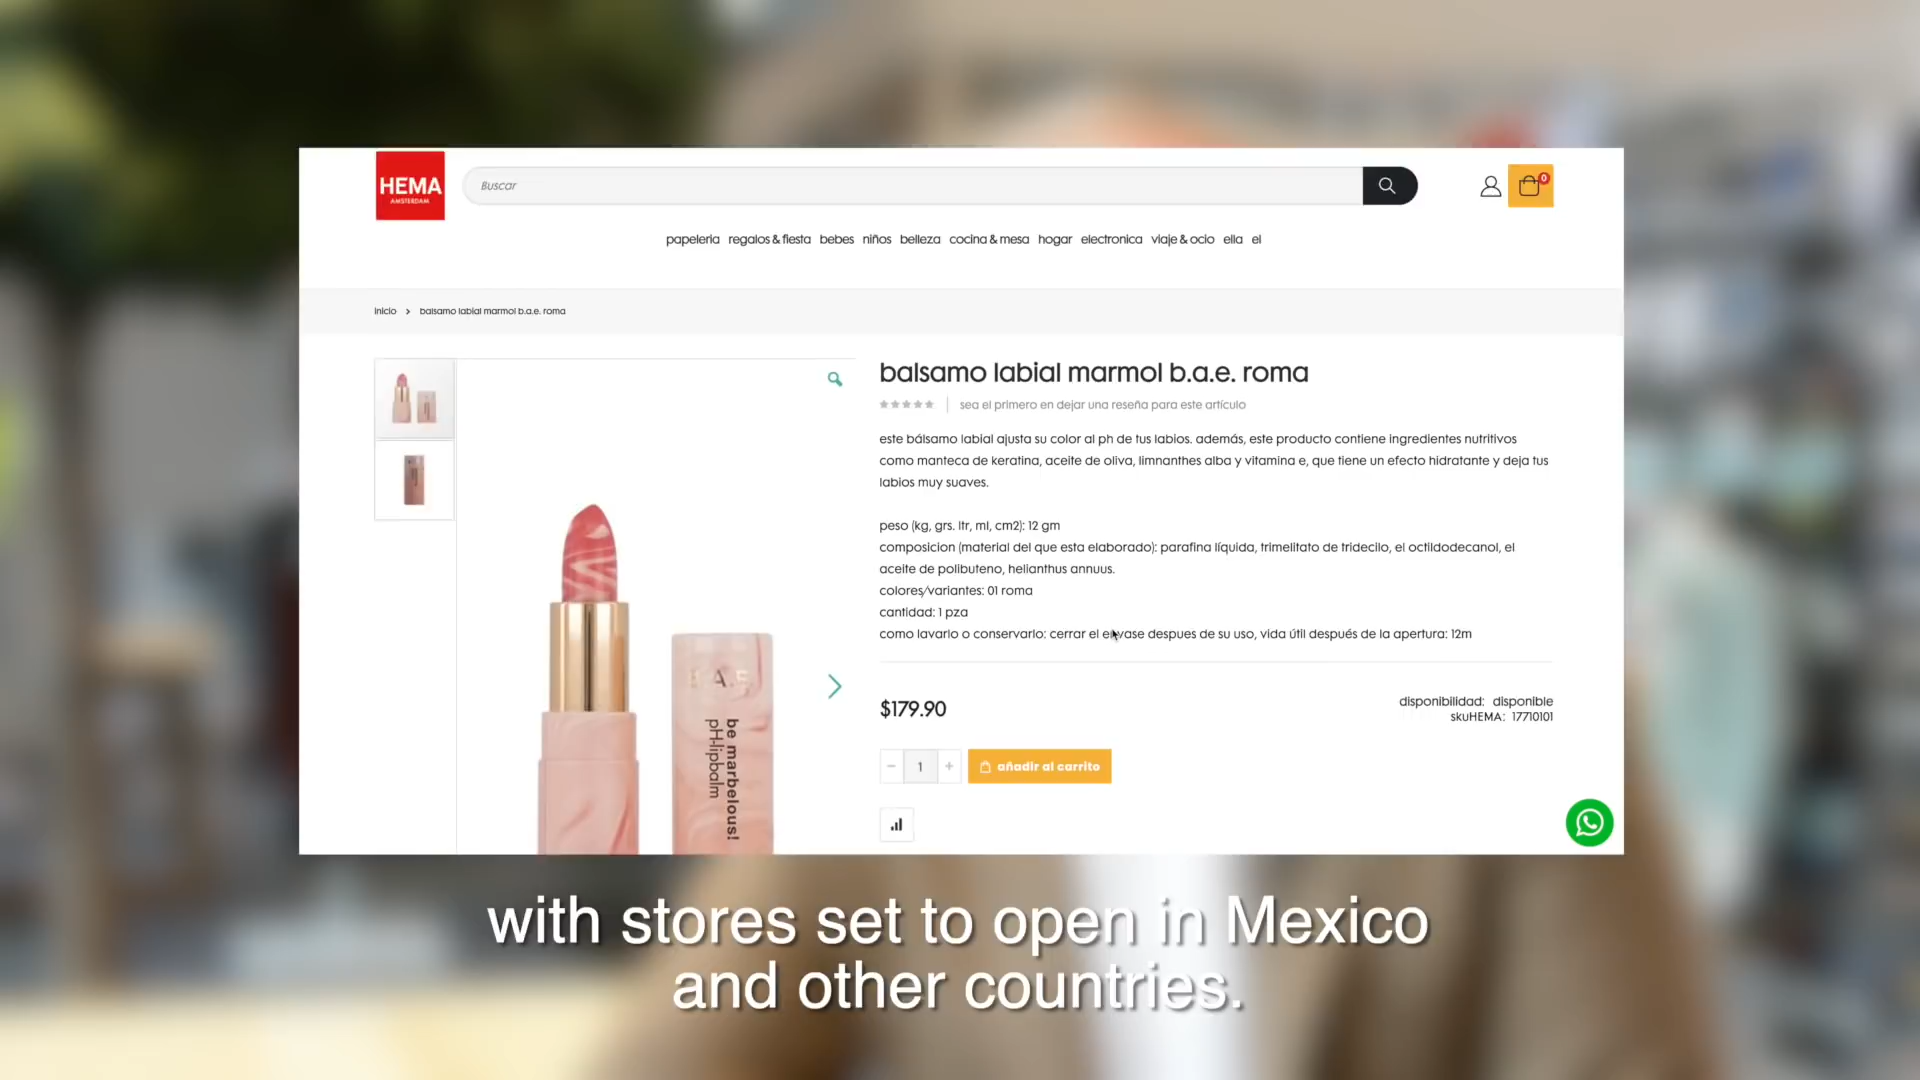 HEMA
AMSTERDAM
Buscar
0
papeleria regalos & fiesta bebes niños belleza cocina & mesa hogar electronica viaje & ocio ella el
inicio > balsamo labial marmol b.a.e. roma
balsamo labial marmol b.a.e. roma
sea el primero en dejar una reseña para este artículo
este bálsamo labial ajusta su color al ph de tus labios. además, este producto contiene ingredientes nutritivos
como manteca de keratina, aceite de oliva, limnanthes alba y vitamina e, que tiene un efecto hidratante y deja tus
labios muy suaves.
peso (kg, grs. ltr, ml, cm2): 12 gm
composicion (material del que esta elaborado): parafina líquida, trimelitato de tridecilo, el octildodecanol, el
aceite de polibuteno, helianthus annuus.
colores/variantes: 01 roma
cantidad: 1 pza
como lavarlo o conservarlo: cerrar el envase despues de su uso, vida útil después de la apertura: 12m
$179.90
disponibilidad: disponible
skuHEMA: 17710101
- 1 +
añadir al carrito
be marbelous!
pH-lipbalm
with stores set to open in Mexico
and other countries.